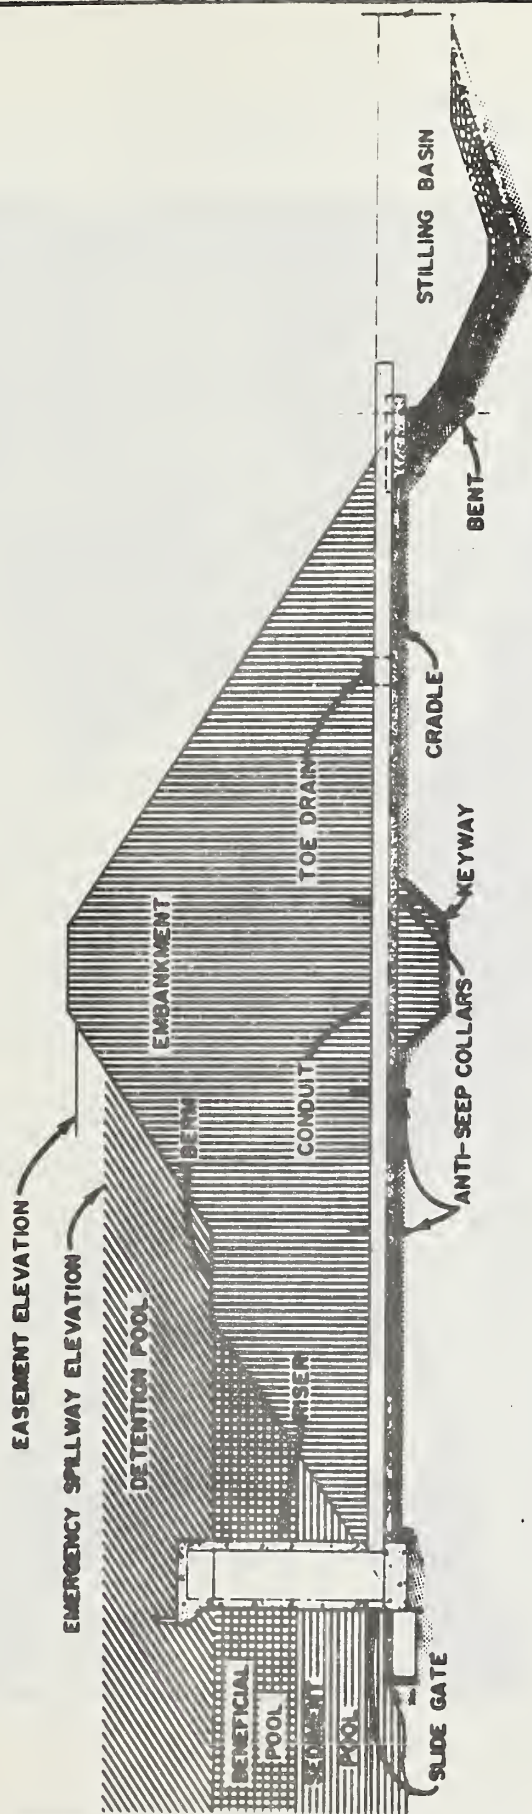 EASEMENT ELEVATION
EMERGENCY SPILLWAY ELEVATION
DETENTION POOL
BENEFICIAL
POOL
SEDIMENT
POOL
SLIDE GATE
RISER
BERM
EMBANKMENT
CONDUIT
TOE DRAIN
ANTI-SEEP COLLARS
KEYWAY
CRADLE
BENT
STILLING BASIN